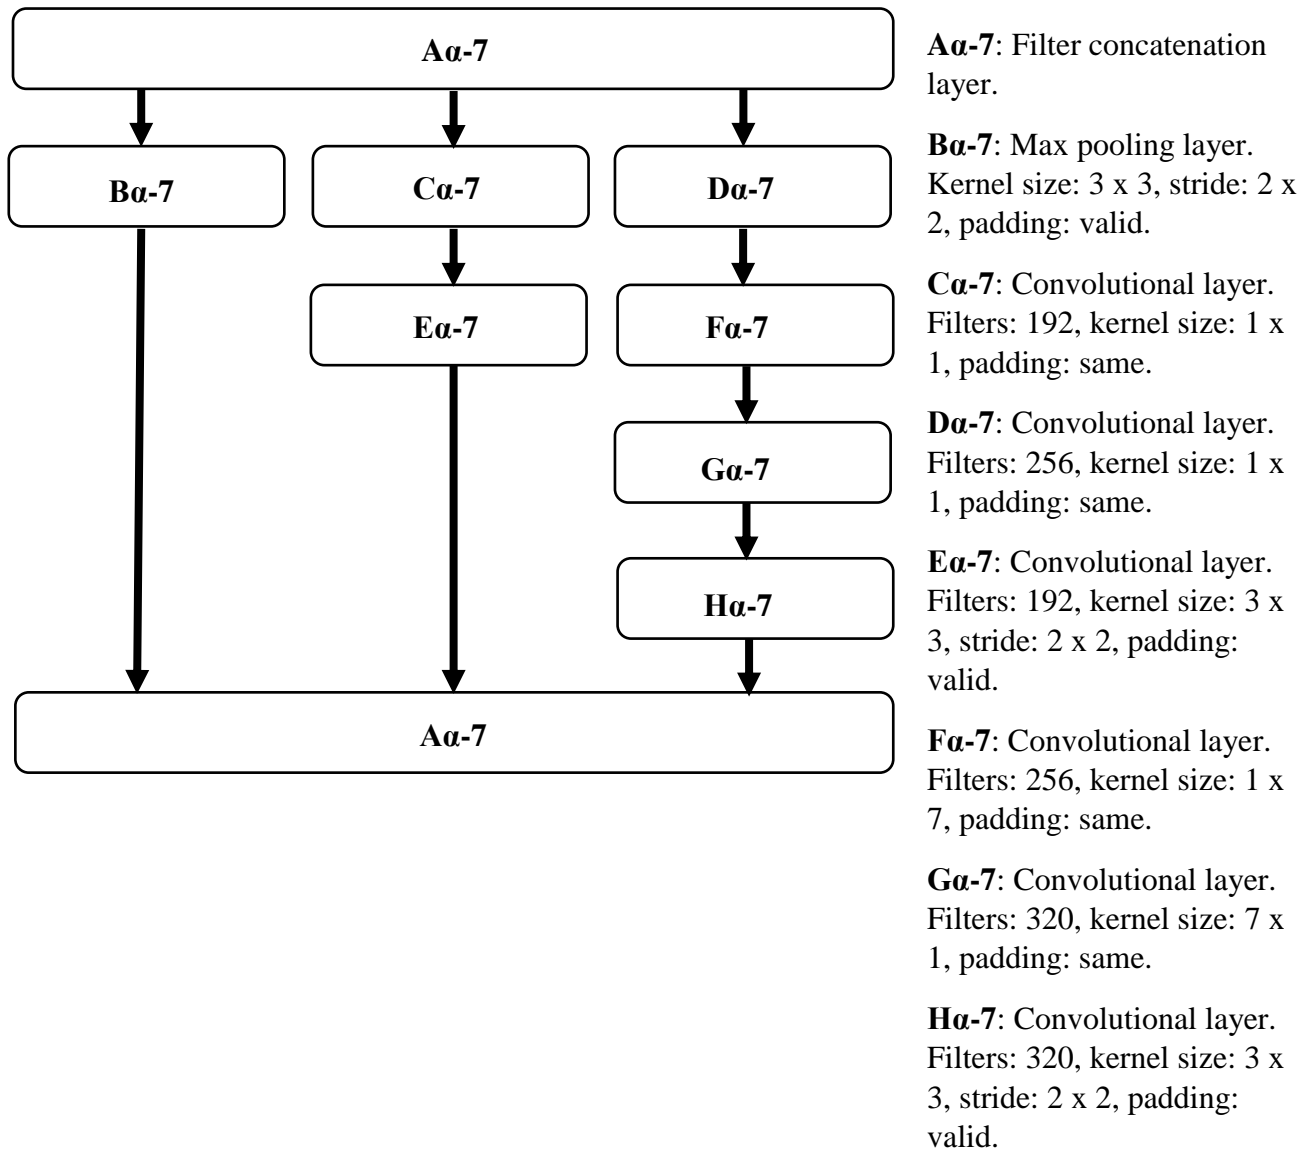 Aα-7
Bα-7
Cα-7
Dα-7
Eα-7
Fα-7
Gα-7
Hα-7
Aα-7
Aα-7: Filter concatenation
layer.
Bα-7: Max pooling layer.
Kernel size: 3 x 3, stride: 2 x
2, padding: valid.
Cα-7: Convolutional layer.
Filters: 192, kernel size: 1 x
1, padding: same.
Dα-7: Convolutional layer.
Filters: 256, kernel size: 1 x
1, padding: same.
Eα-7: Convolutional layer.
Filters: 192, kernel size: 3 x
3, stride: 2 x 2, padding:
valid.
Fα-7: Convolutional layer.
Filters: 256, kernel size: 1 x
7, padding: same.
Gα-7: Convolutional layer.
Filters: 320, kernel size: 7 x
1, padding: same.
Hα-7: Convolutional layer.
Filters: 320, kernel size: 3 x
3, stride: 2 x 2, padding:
valid.